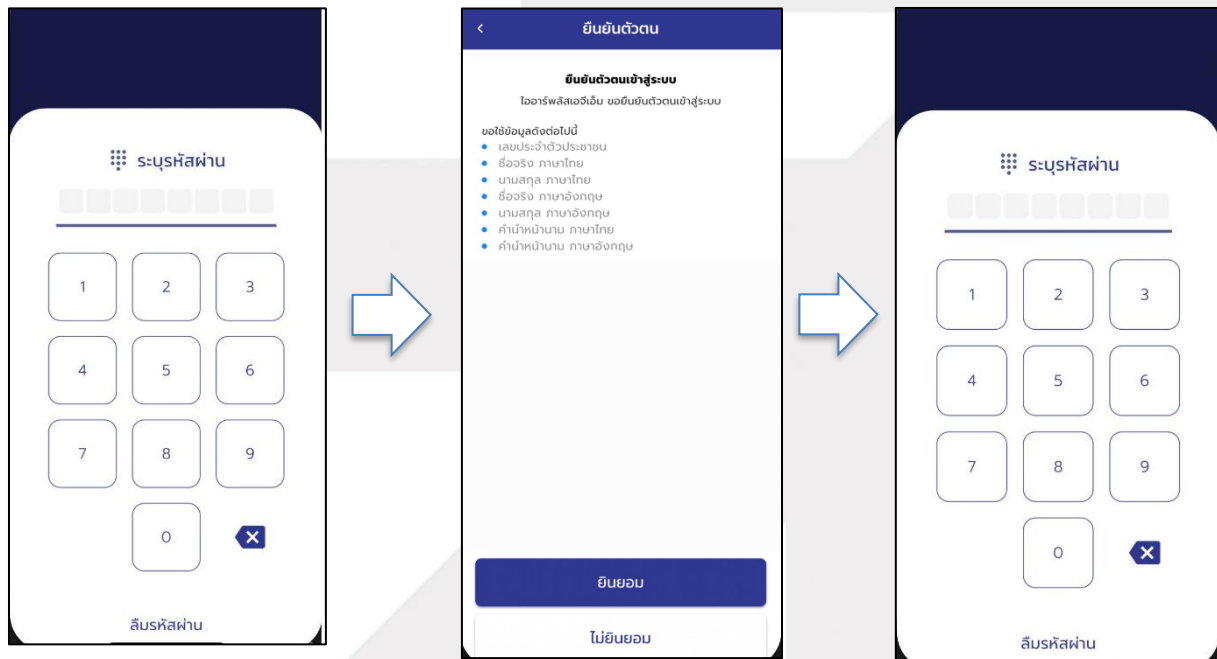 ระบุรหัสผ่าน
1 2 3
4 5 6
7 8 9
0
ลืมรหัสผ่าน
ยืนยันตัวตน
ยืนยันตัวตนเข้าสู่ระบบ
ไออาร์พลัสเอจีเอ็ม ขอยืนยันตัวตนเข้าสู่ระบบ
ขอใช้ข้อมูลดังต่อไปนี้
เลขประจำตัวประชาชน
ชื่อจริง ภาษาไทย
นามสกุล ภาษาไทย
ชื่อจริง ภาษาอังกฤษ
นามสกุล ภาษาอังกฤษ
คำนำหน้านาม ภาษาไทย
คำนำหน้านาม ภาษาอังกฤษ
ยินยอม
ไม่ยินยอม
ระบุรหัสผ่าน
1 2 3
4 5 6
7 8 9
0
ลืมรหัสผ่าน